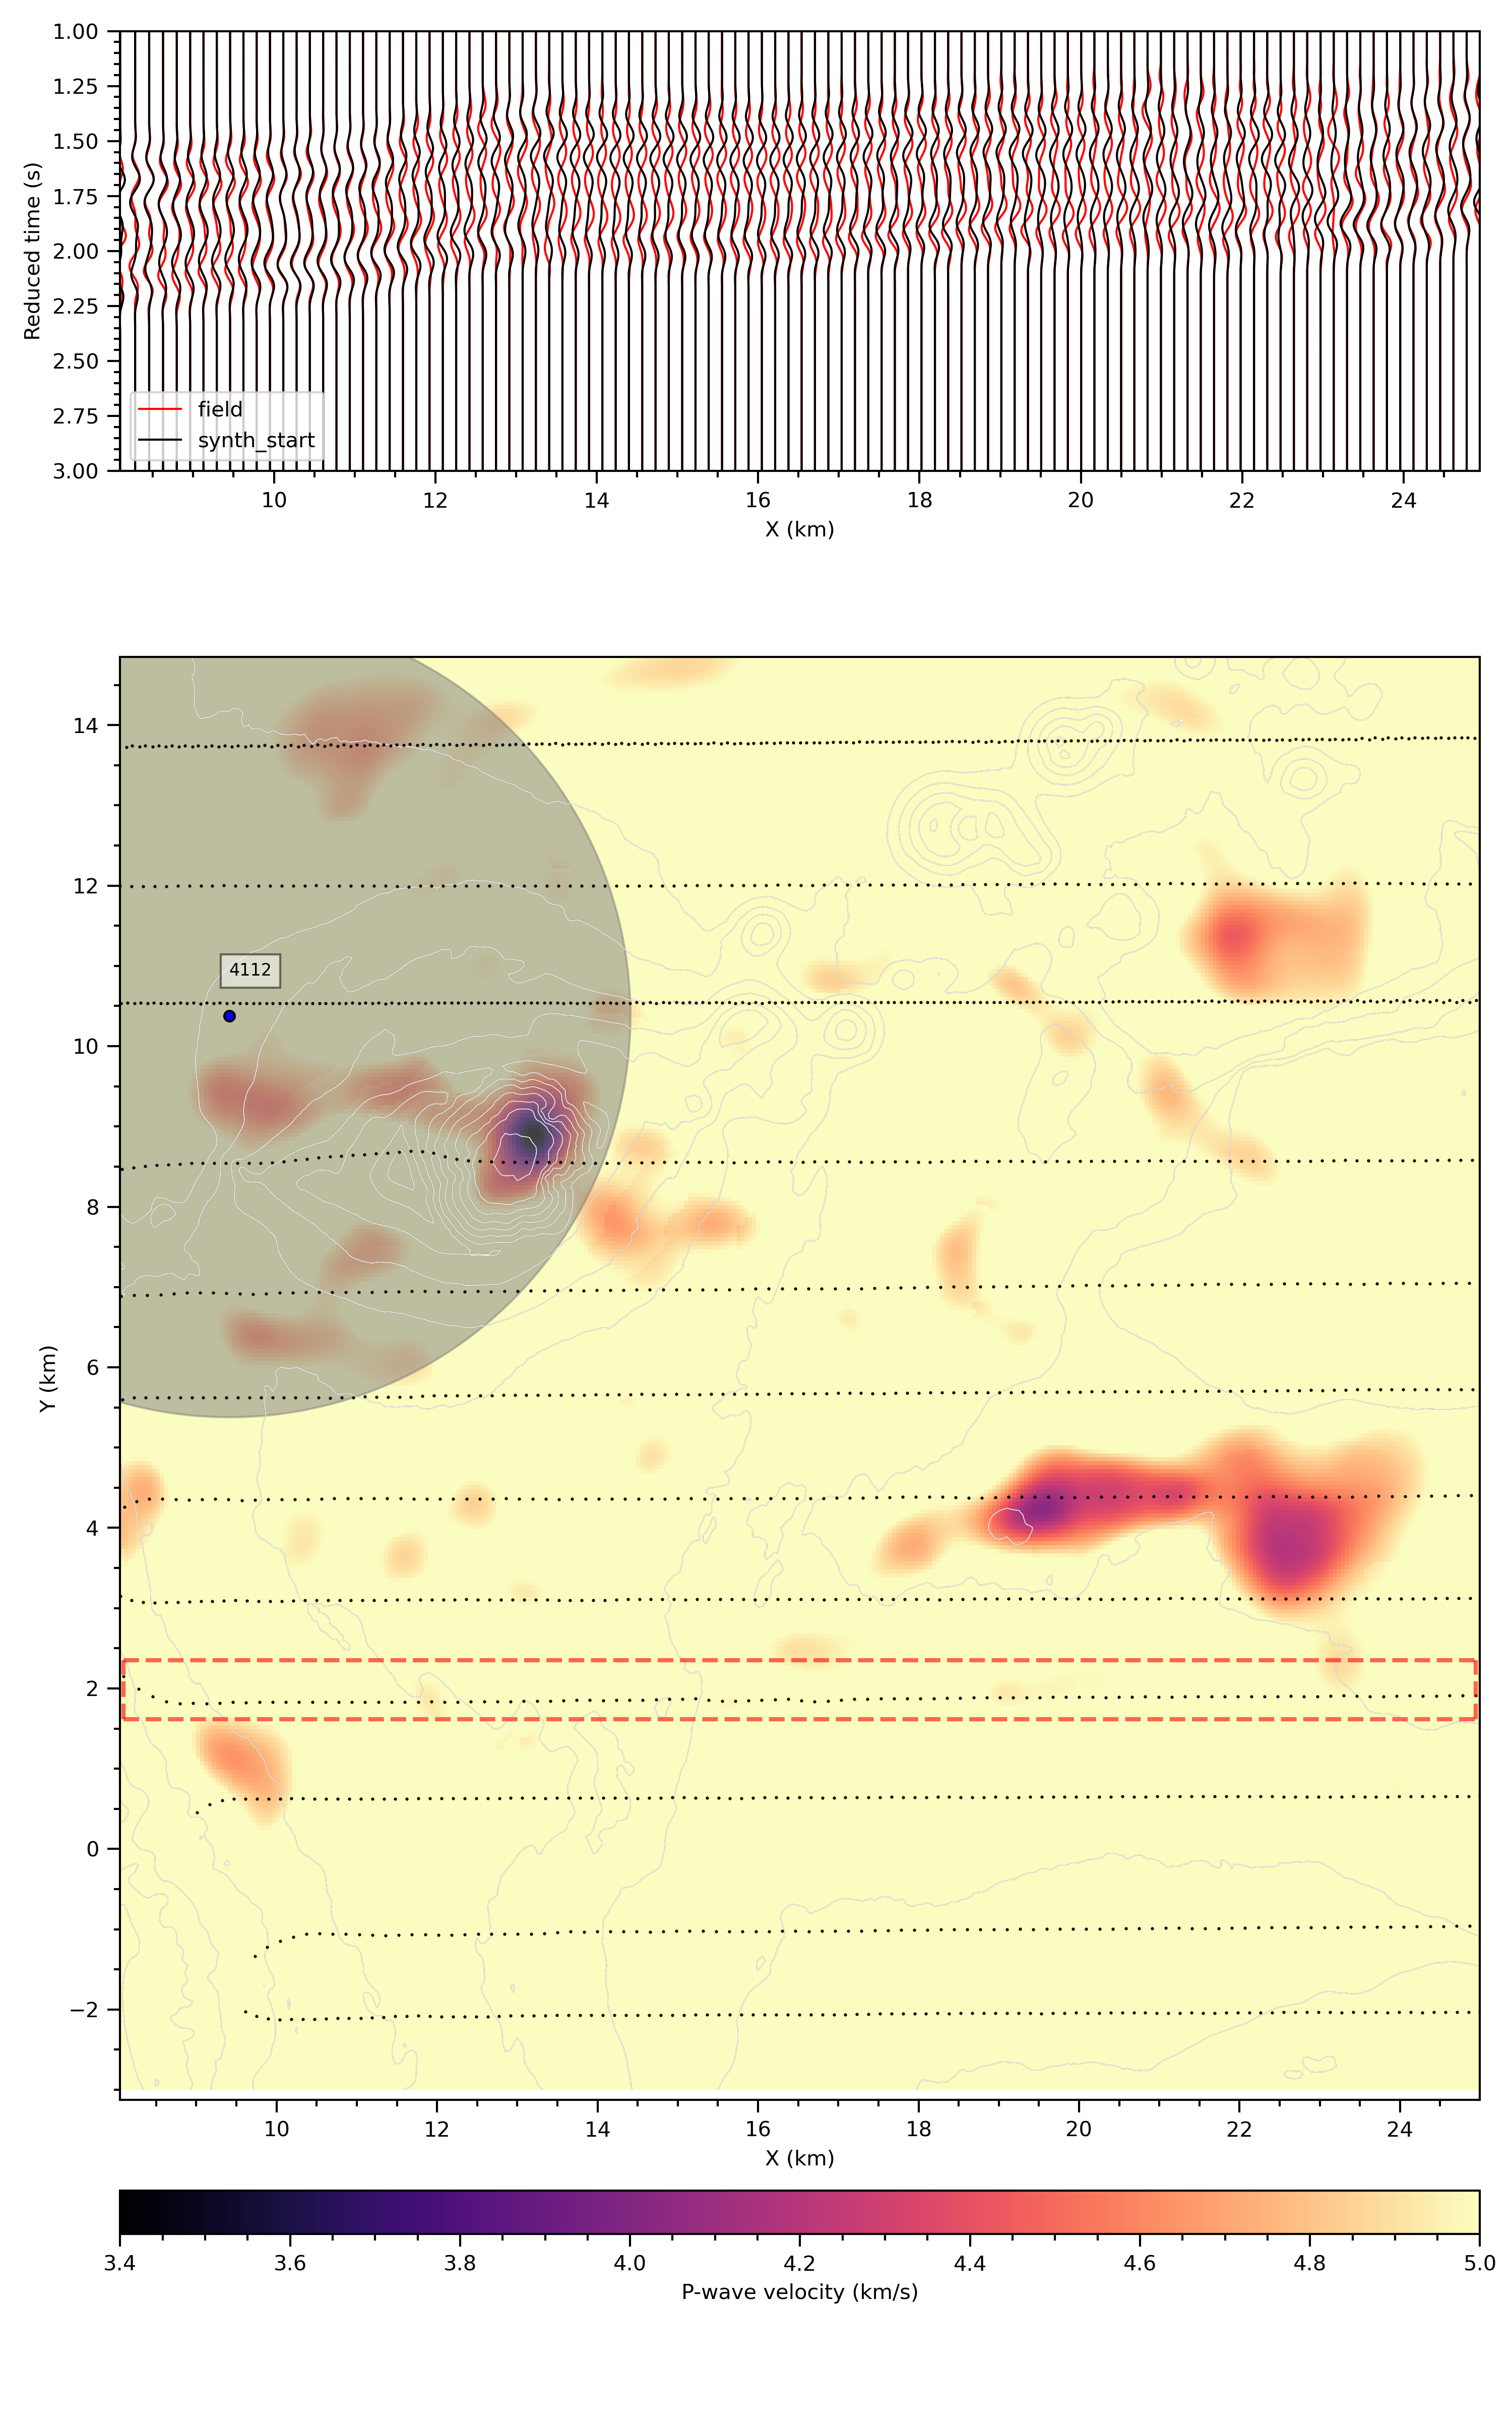 1.00
1.25
1.50
1.75
2.00
2.25
2.50
2.75
3.00
Reduced time (s)
field
synth_start
10 12 14 16 18 20 22 24
X (km)
14
12
10
8
6
4
2
0
−2
Y (km)
4112
10 12 14 16 18 20 22 24
X (km)
3.4 3.6 3.8 4.0 4.2 4.4 4.6 4.8 5.0
P-wave velocity (km/s)